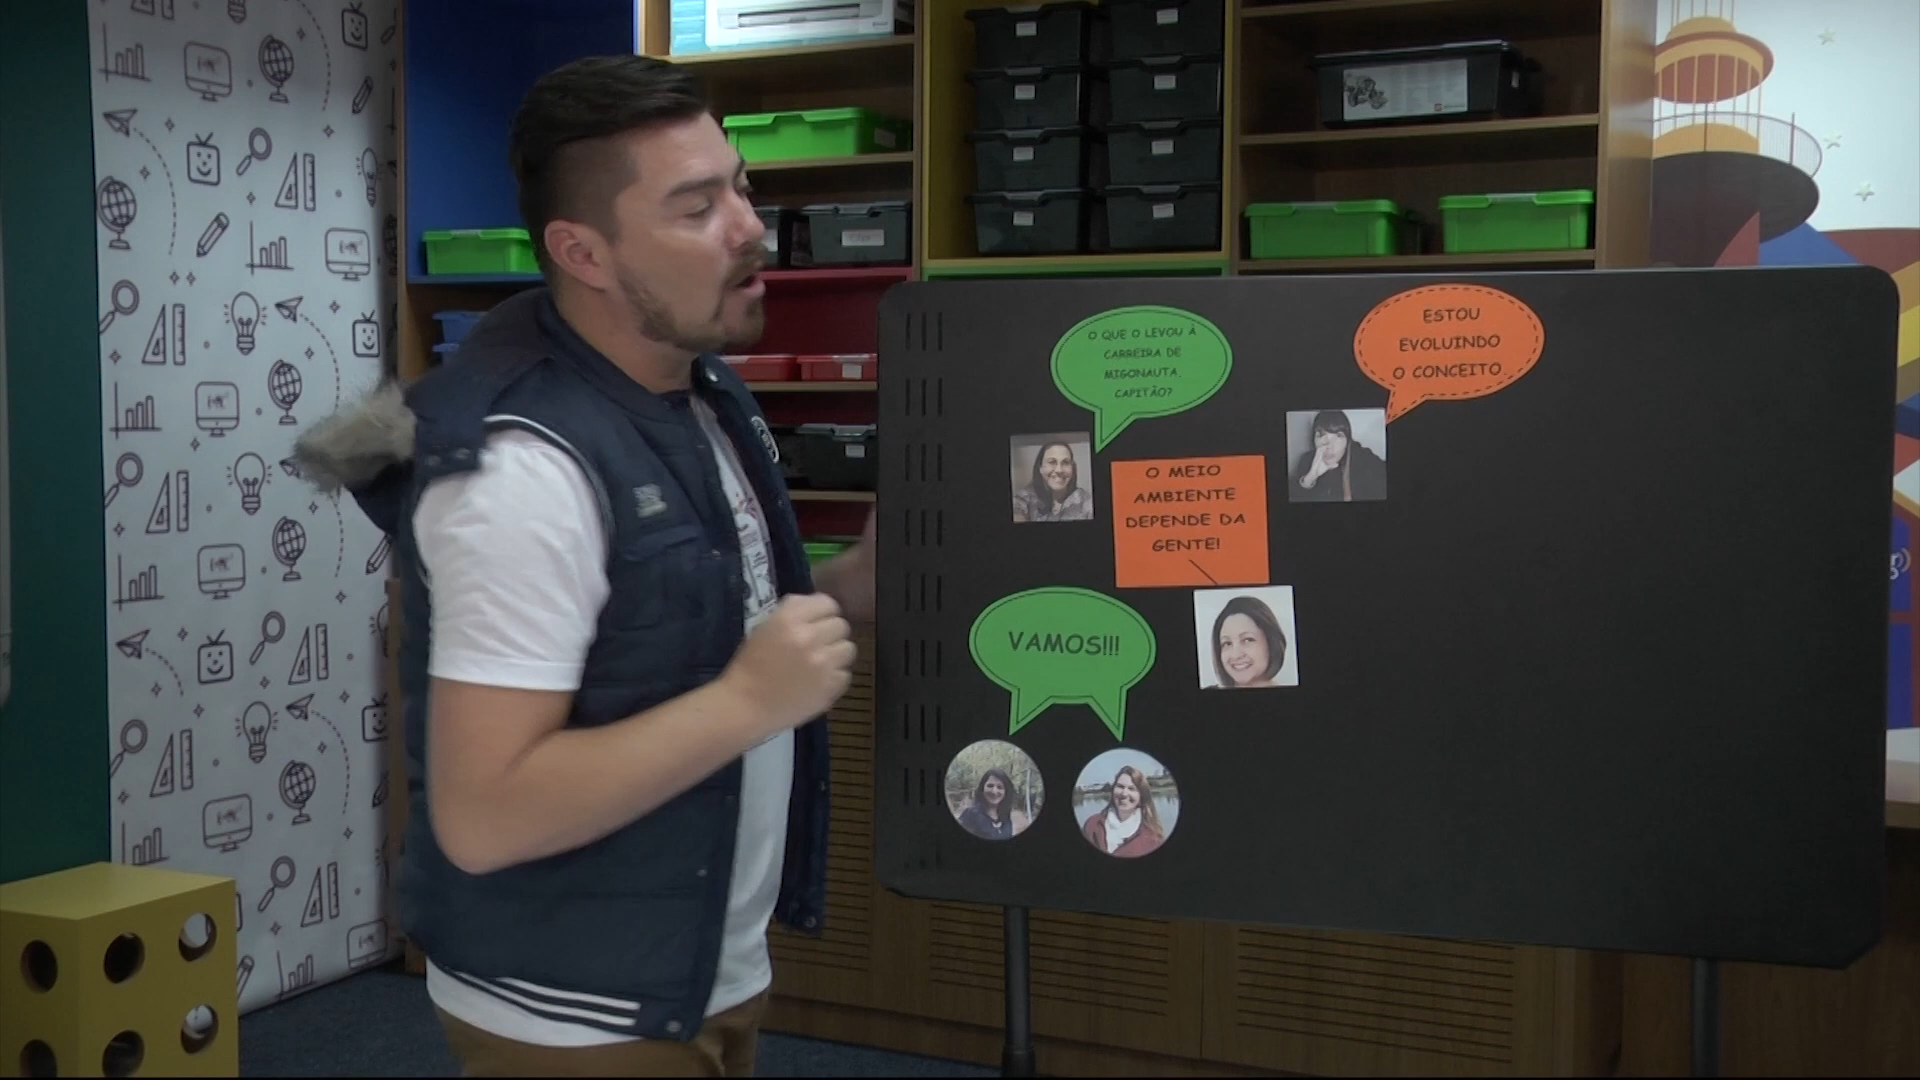 O QUE O LEVOU À
CARREIRA DE
MIGONAUTA,
CAPITÃO?
ESTOU
EVOLUINDO
O CONCEITO.
O MEIO
AMBIENTE
DEPENDE DA
GENTE!
VAMOS!!!